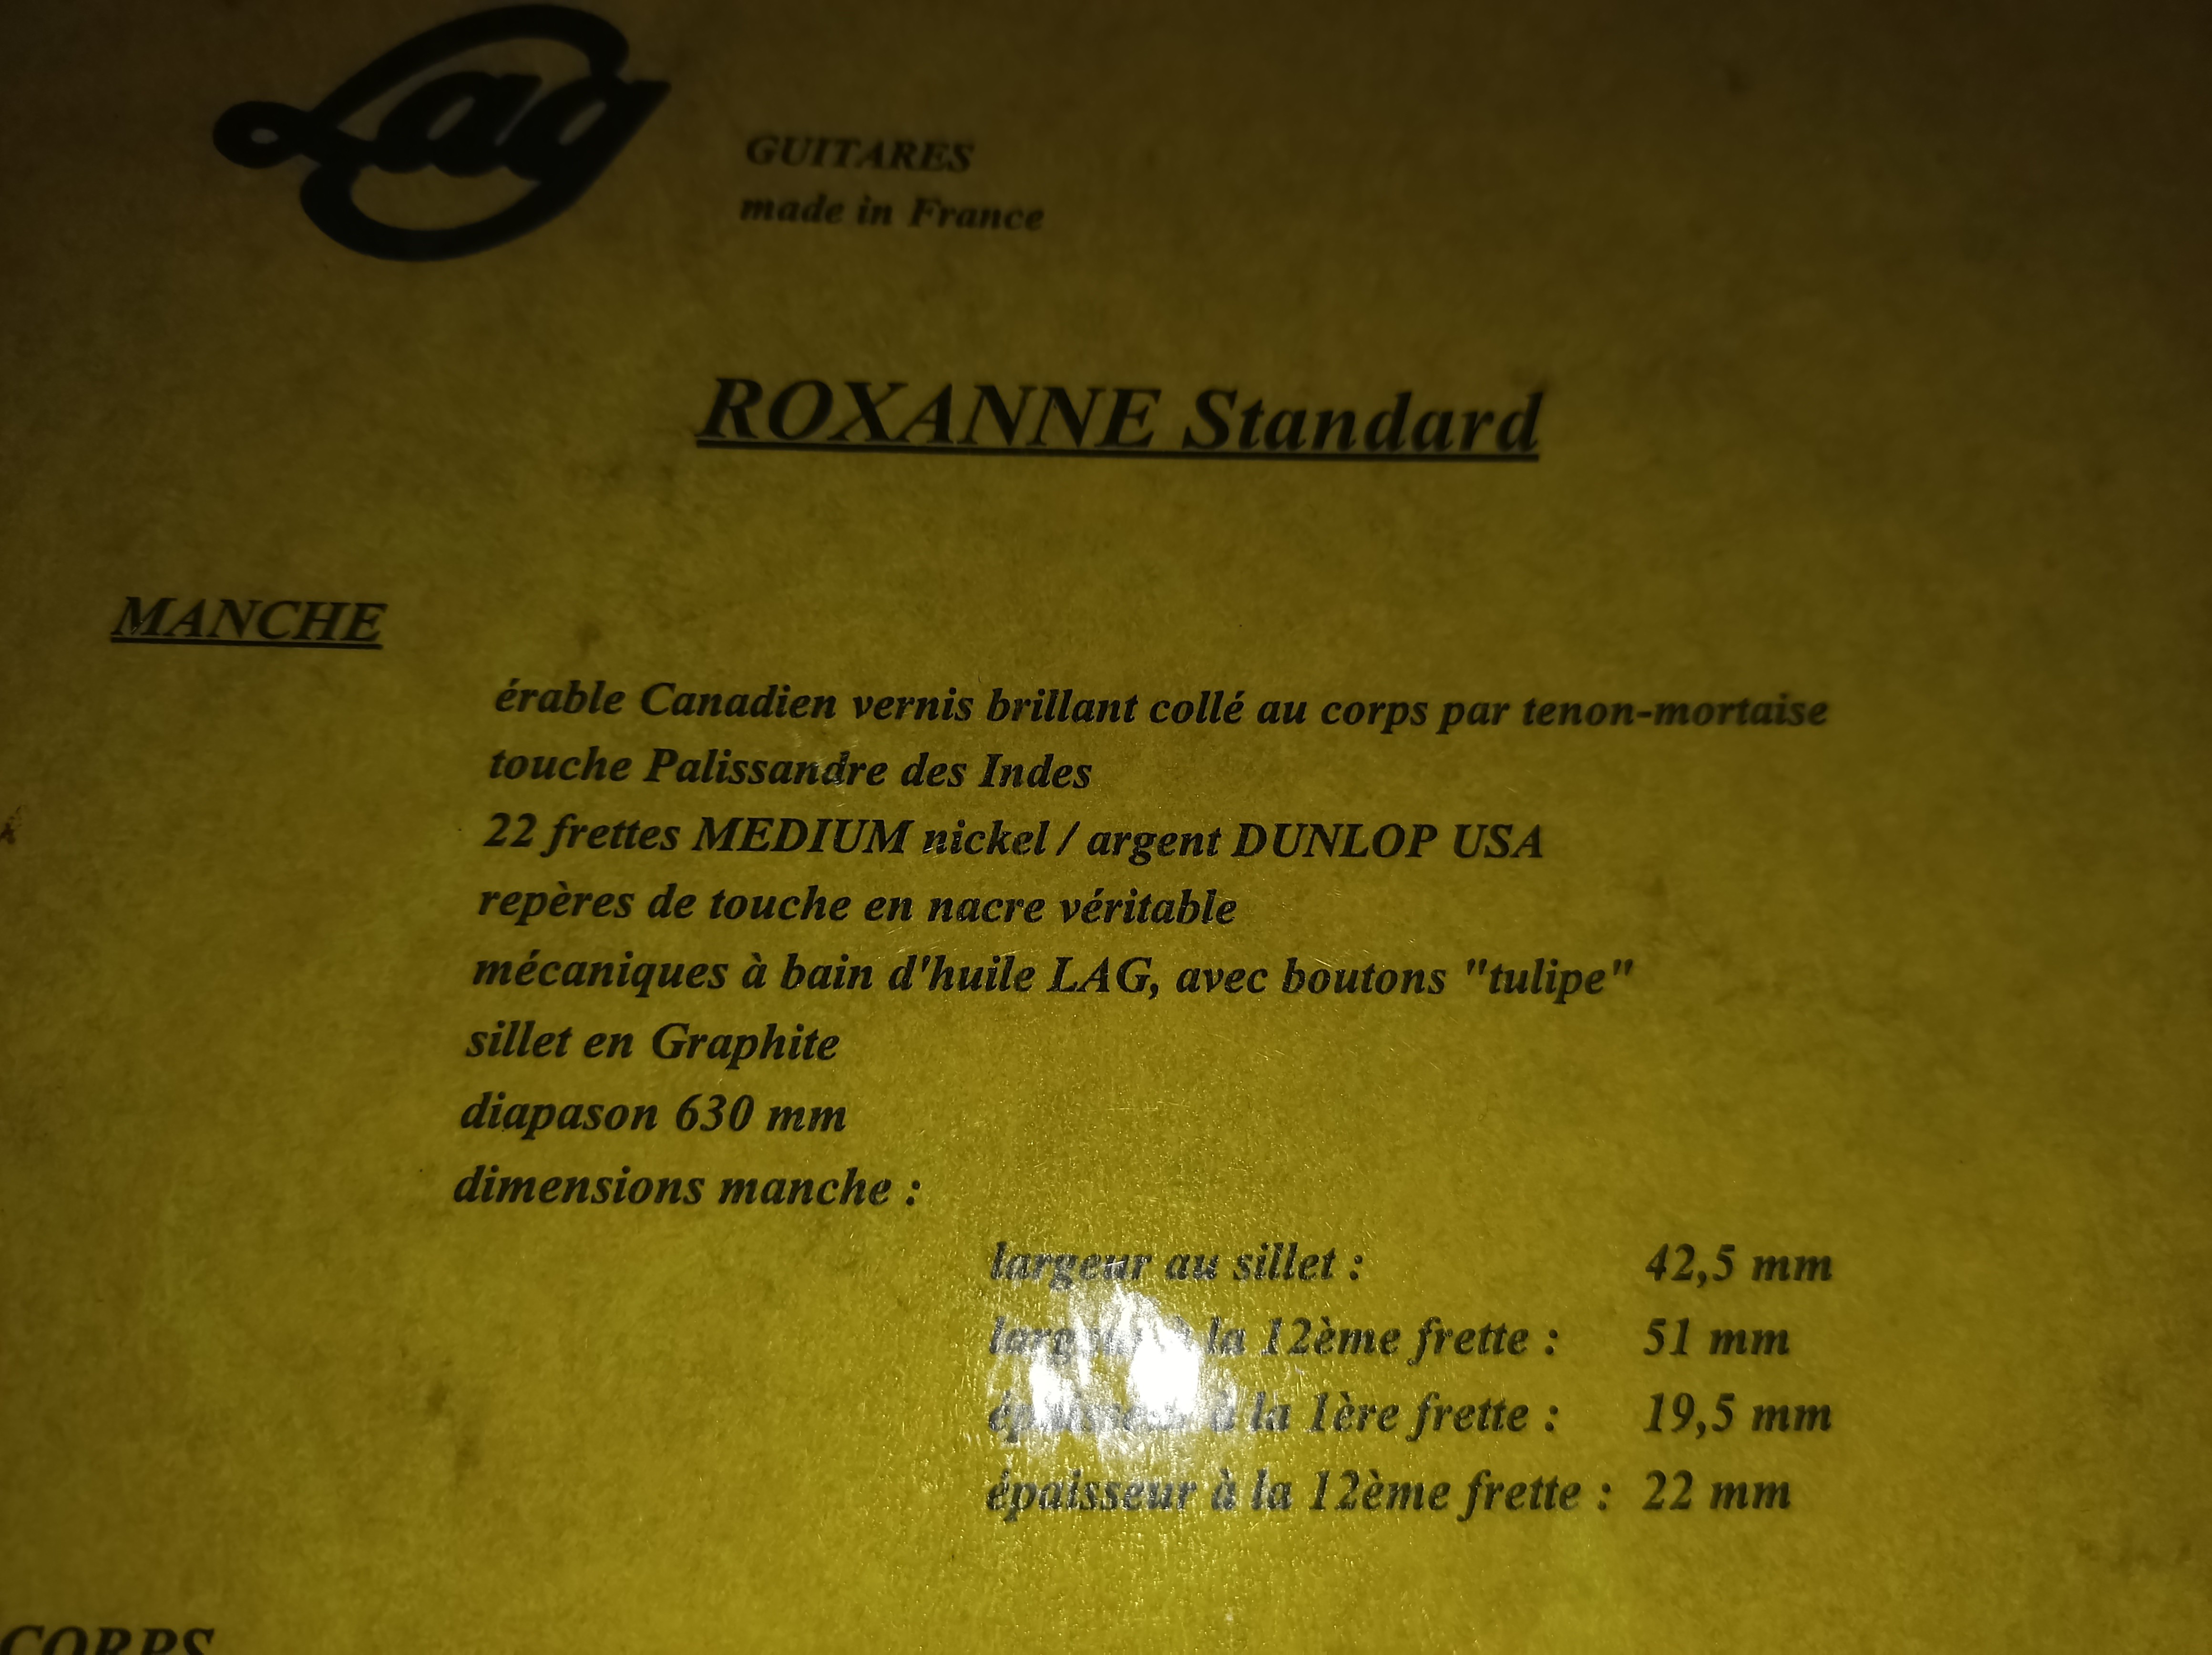 Lag
GUITARES
made in France
ROXANNE Standard
MANCHE
érable Canadien vernis brillant collé au corps par tenon-mortaise
touche Palissandre des Indes
22 frettes MEDIUM nickel / argent DUNLOP USA
repères de touche en nacre véritable
mécaniques à bain d'huile LAG, avec boutons "tulipe"
sillet en Graphite
diapason 630 mm
dimensions manche :
largeur au sillet : 42,5 mm
largeur à la 12ème frette : 51 mm
épaisseur à la 1ère frette : 19,5 mm
épaisseur à la 12ème frette : 22 mm
CORPS